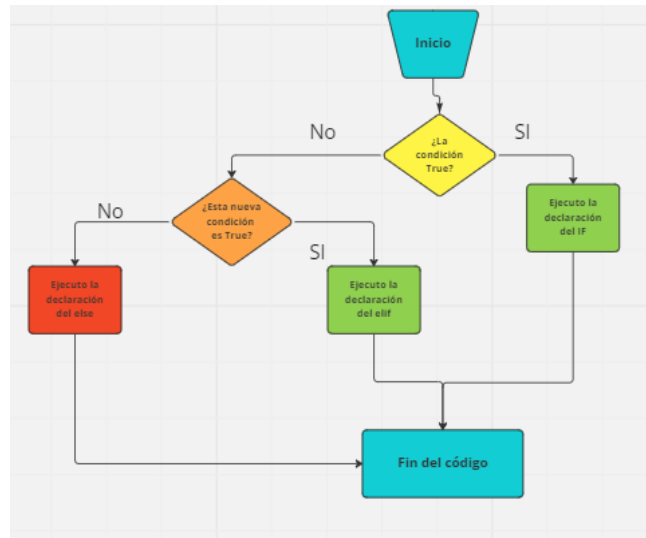 Inicio
No
¿La
condición
True?
SI
¿Esta nueva
condición
es True?
Ejecuto la
declaración
del IF
No
SI
Ejecuto la
declaración
del else
Ejecuto la
declaración
del elif
Fin del código